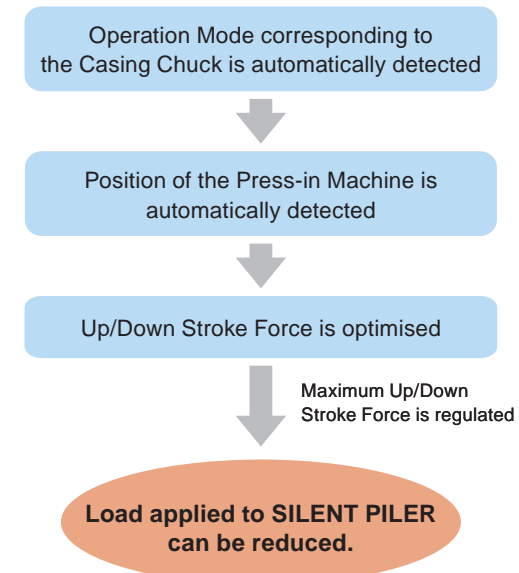 Operation Mode corresponding to
the Casing Chuck is automatically detected
Position of the Press-in Machine is
automatically detected
Up/Down Stroke Force is optimised
Maximum Up/Down
Stroke Force is regulated
Load applied to SILENT PILER
can be reduced.